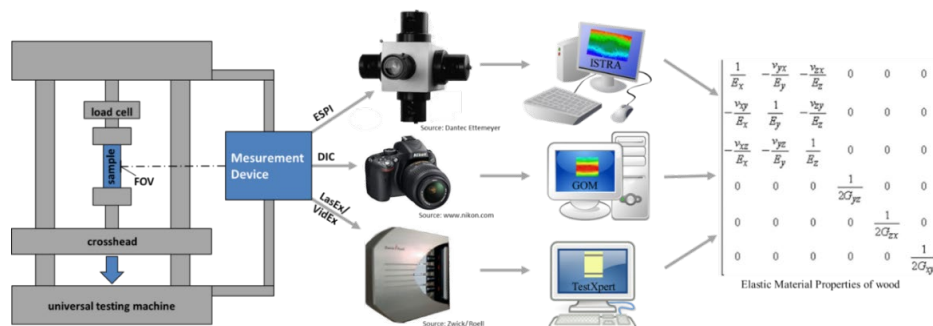 load cell
sample
FOV
crosshead
universal testing machine
Mesurement
Device
ESPI
DIC
LasEx/
VidEx
Source: Dantec Ettemeyer
Source: www.nikon.com
Source: Zwick/Roell
Nikon
ISTRA
GOM
TestXpert
1/E_x -ν_yx/E_y -ν_zx/E_z 0 0 0
-ν_xy/E_x 1/E_y -ν_zy/E_z 0 0 0
-ν_xz/E_x -ν_yz/E_y 1/E_z 0 0 0
0 0 0 1/2G_yz 0 0
0 0 0 0 1/2G_zx 0
0 0 0 0 0 1/2G_xy
Elastic Material Properties of wood